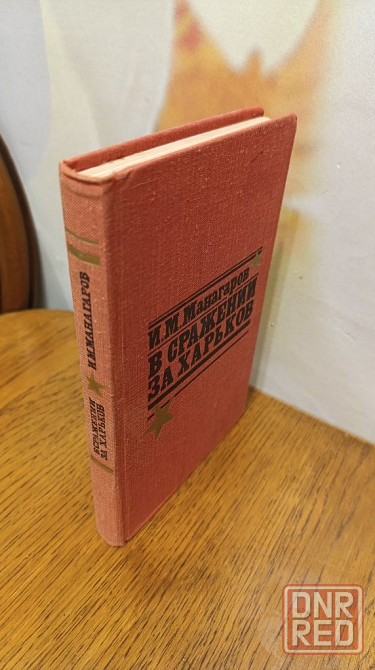 И.М.МАНАГАРОВ
В СРАЖЕНИИ
ЗА ХАРЬКОВ
И.М.Манагаров
В СРАЖЕНИИ
ЗА ХАРЬКОВ
DNR
RED